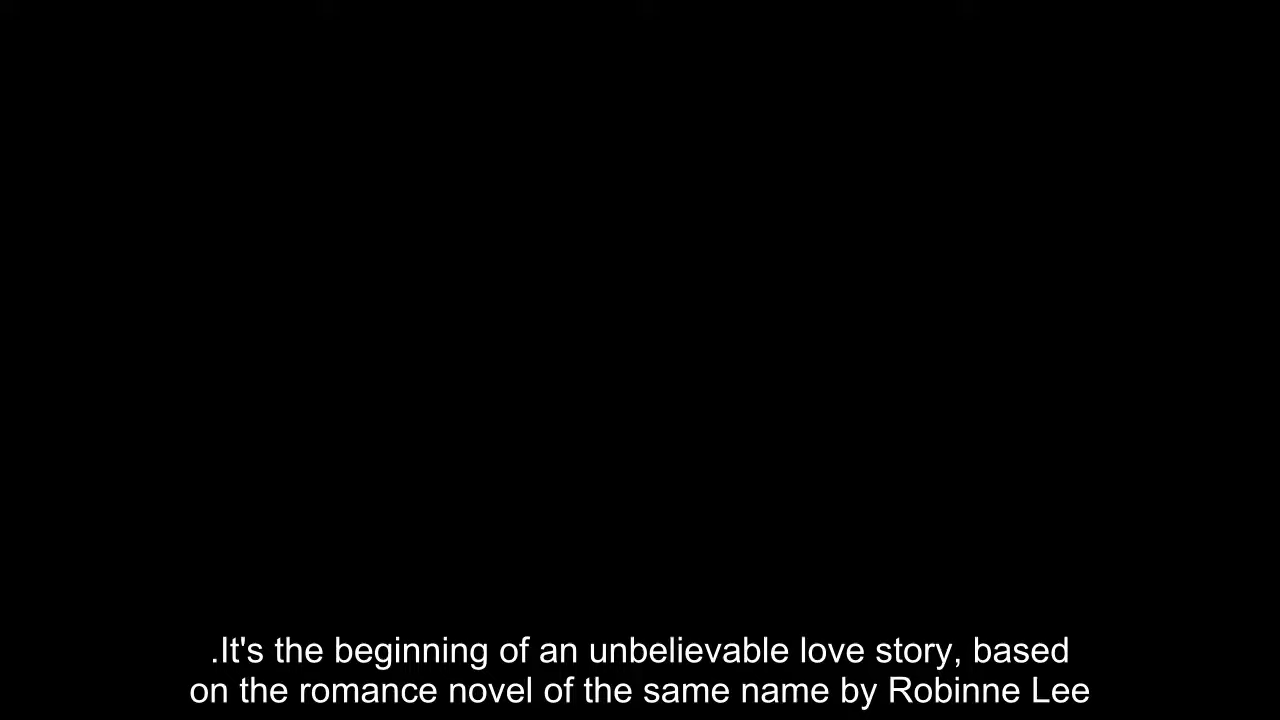 .It's the beginning of an unbelievable love story, based
on the romance novel of the same name by Robinne Lee